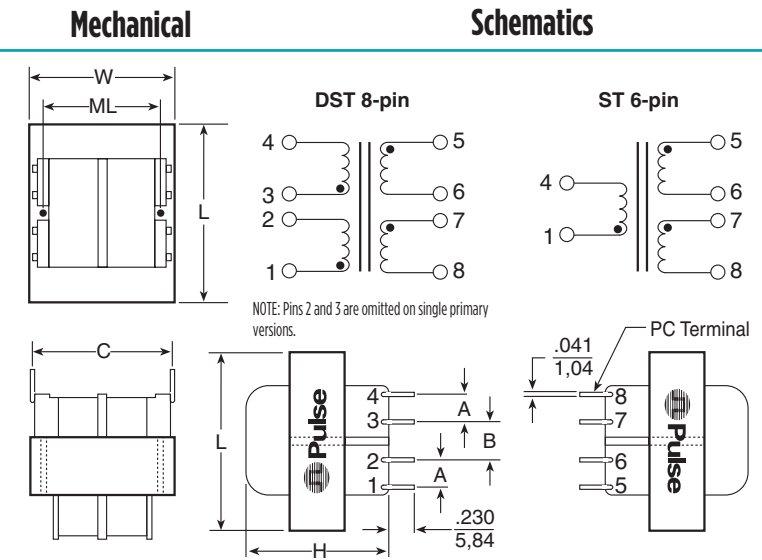 Mechanical
Schematics
W
ML
L
DST 8-pin
4
3
2
1
5
6
7
8
ST 6-pin
4
1
5
6
7
8
NOTE: Pins 2 and 3 are omitted on single primary
versions.
C
L
Pulse
4
3
2
1
A
B
A
.230
5,84
H
.041
1,04
PC Terminal
8
7
6
5
Pulse